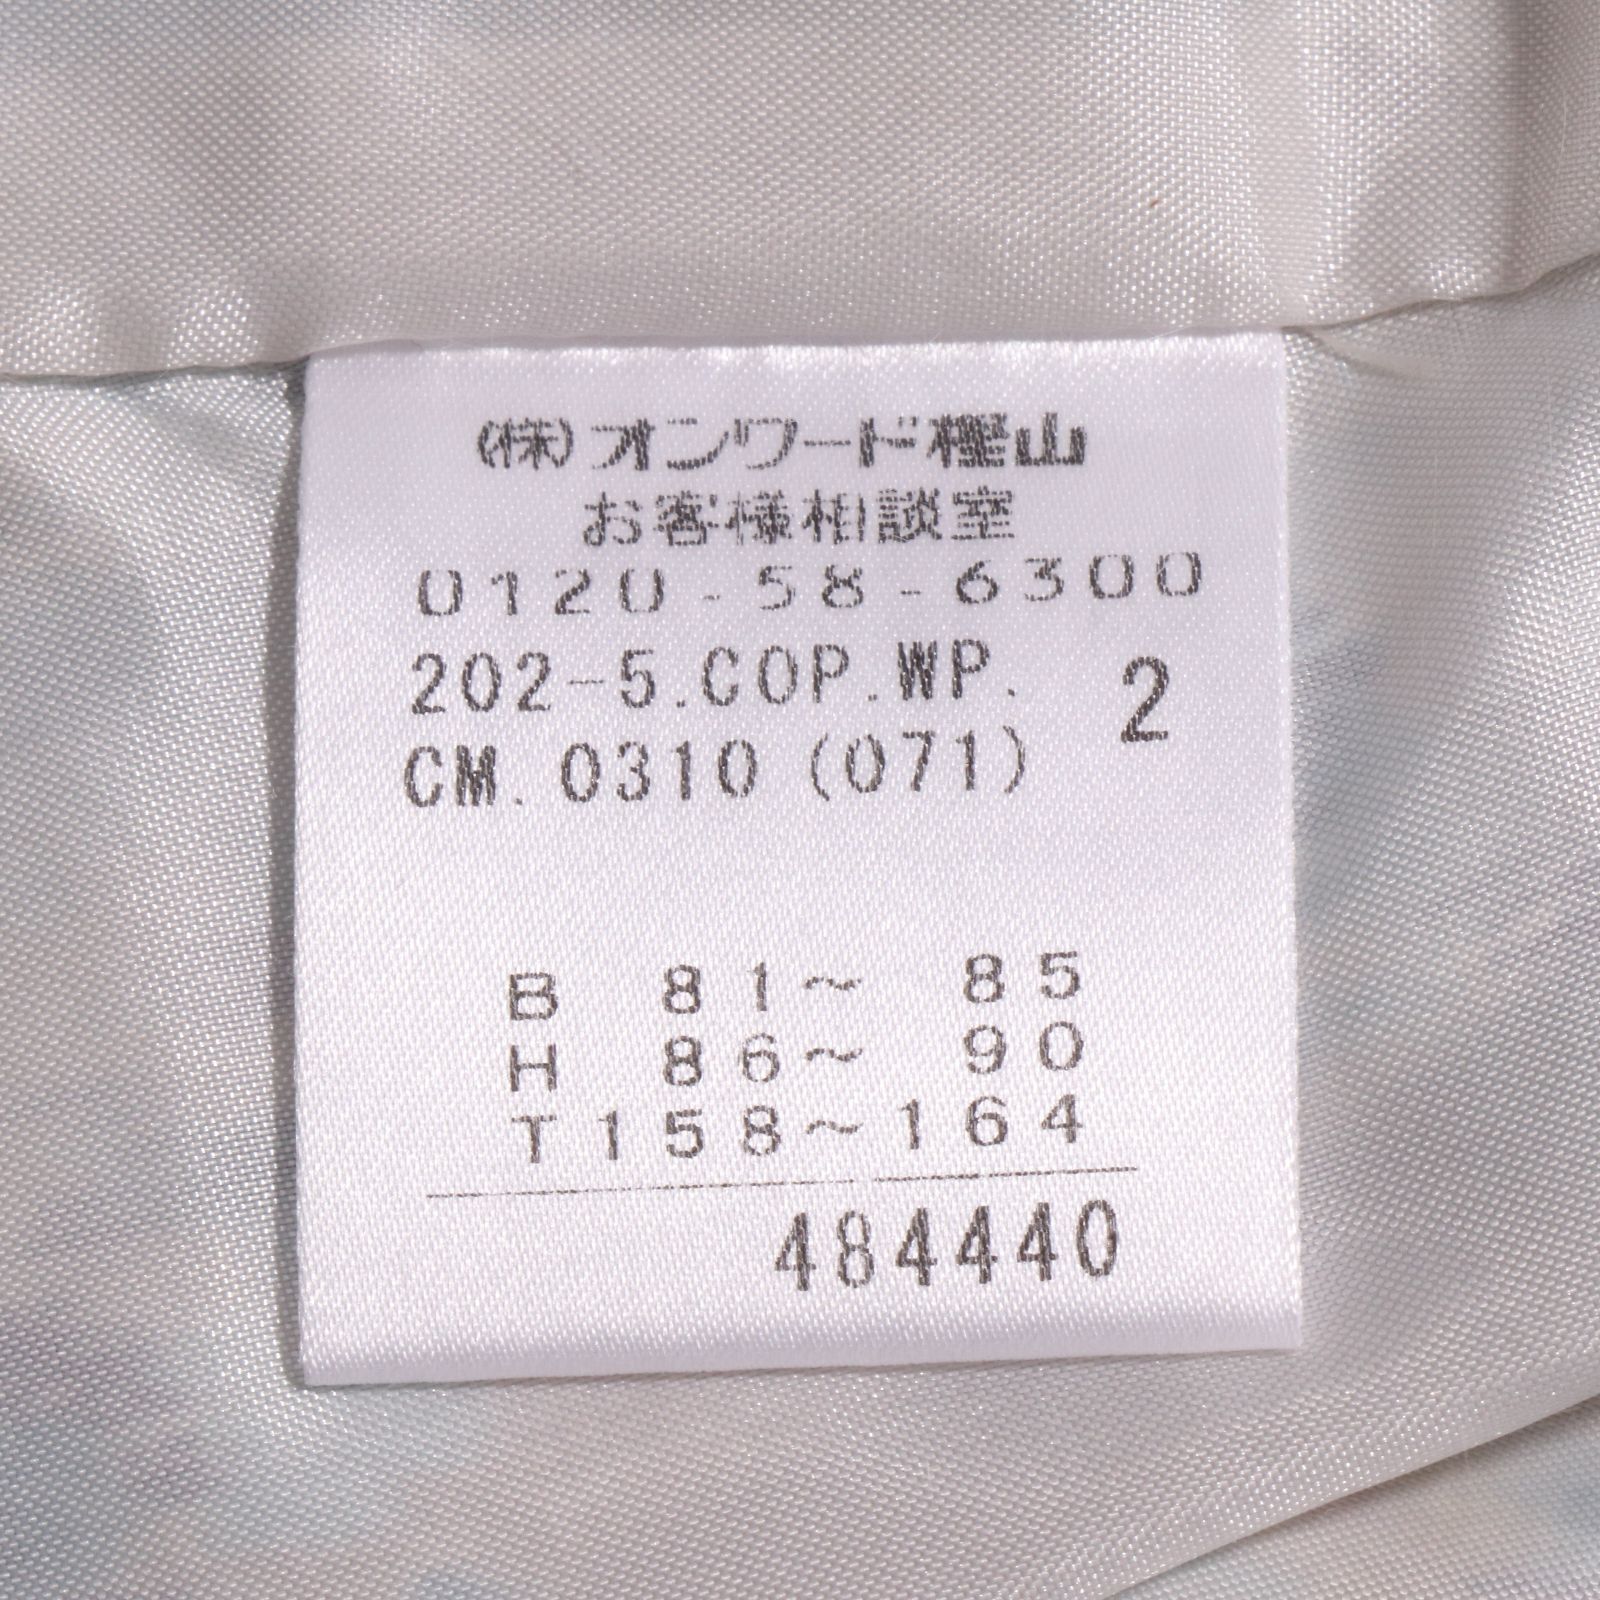 (株)オンワード樫山
お客様相談室
0120-58-6300
202-5.COP.WP. 2
CM.0310(071)
B 81~ 85
H 86~ 90
T158~164
484440